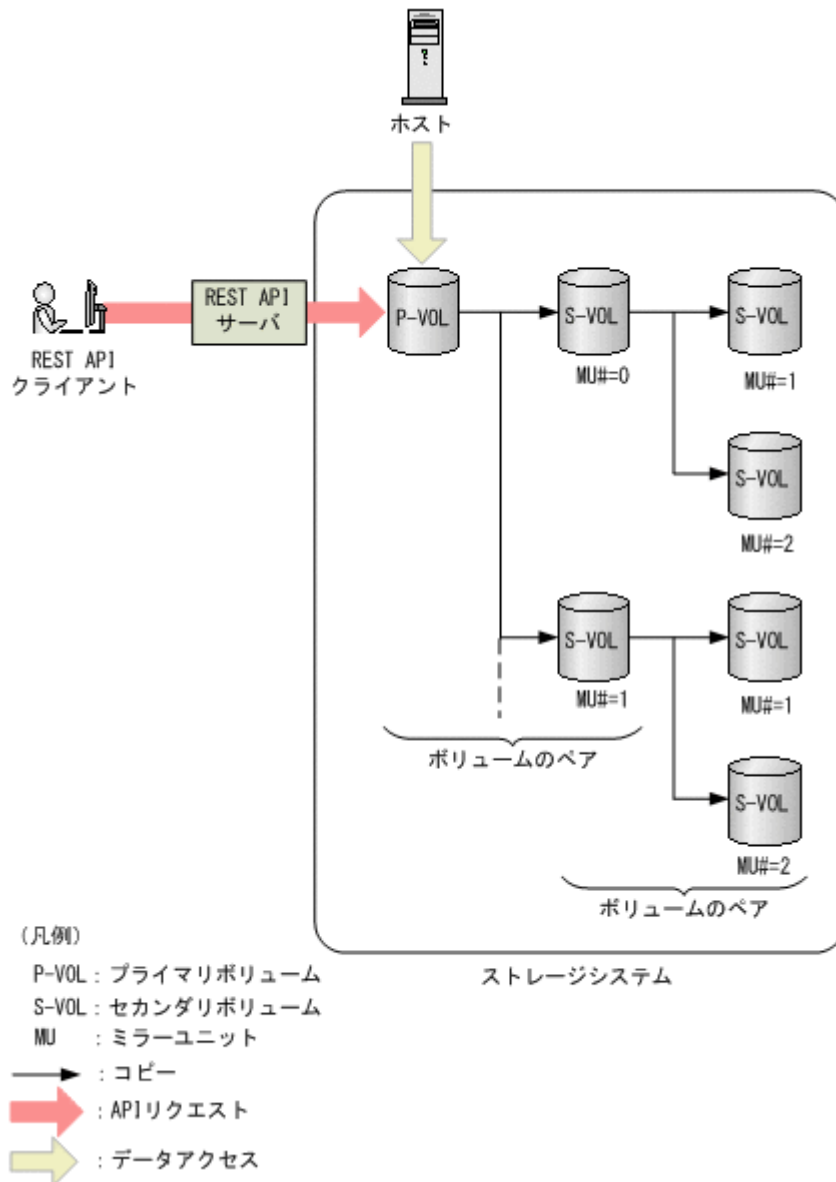 ホスト
REST API
サーバ
REST API
クライアント
P-VOL
S-VOL
MU#=0
S-VOL
MU#=1
S-VOL
MU#=2
S-VOL
MU#=1
S-VOL
MU#=1
S-VOL
MU#=2
ボリュームのペア
ボリュームのペア
ストレージシステム
(凡例)
P-VOL : プライマリボリューム
S-VOL : セカンダリボリューム
MU : ミラーユニット
: コピー
: APIリクエスト
: データアクセス